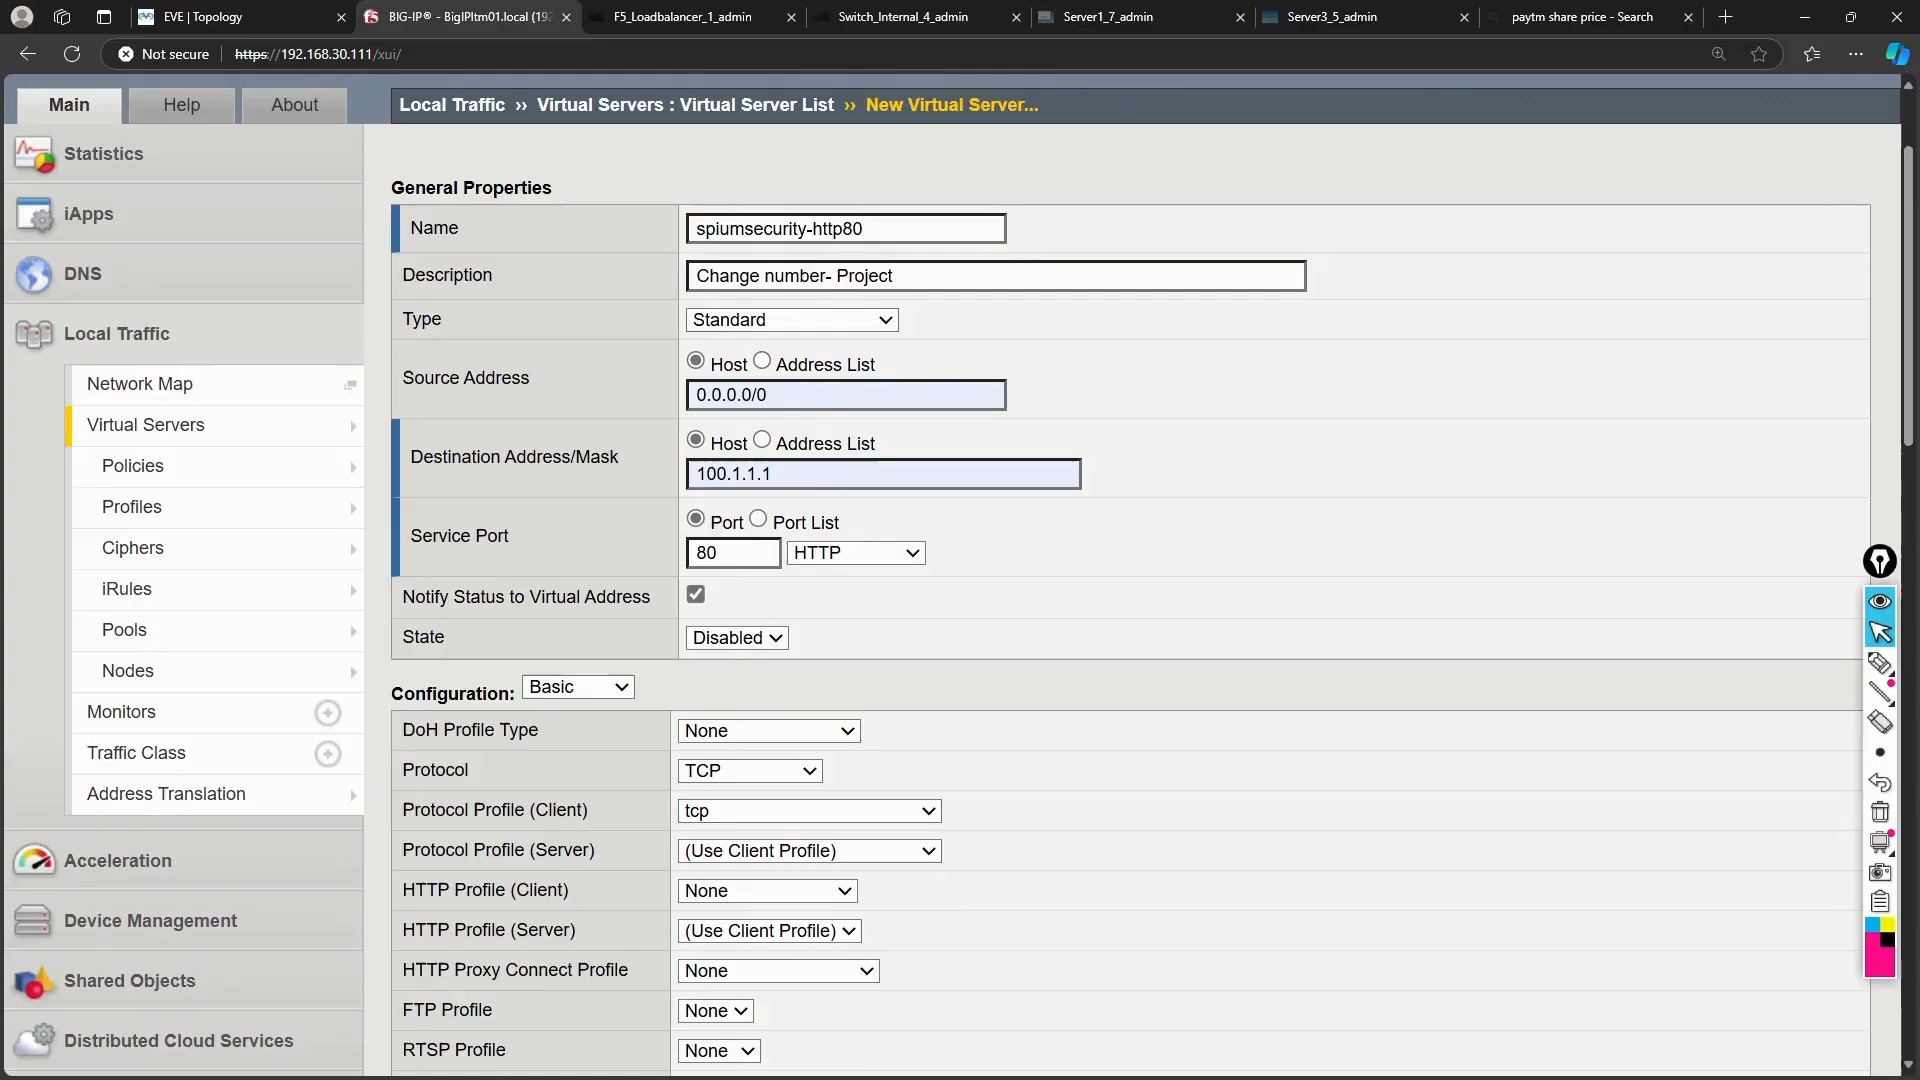 EVE | Topology
BIG-IP® - BigIPltm01.local (192
F5_Loadbalancer_1_admin
Switch_Internal_4_admin
Server1_7_admin
Server3_5_admin
paytm share price - Search
Not secure
https://192.168.30.111/xui/
Main
Help
About
Local Traffic ›› Virtual Servers : Virtual Server List ›› New Virtual Server...
Statistics
iApps
DNS
Local Traffic
Network Map
Virtual Servers
Policies
Profiles
Ciphers
iRules
Pools
Nodes
Monitors
Traffic Class
Address Translation
Acceleration
Device Management
Shared Objects
Distributed Cloud Services
General Properties
Name
spiumsecurity-http80
Description
Change number- Project
Type
Standard
Source Address
Host Address List
0.0.0.0/0
Destination Address/Mask
Host Address List
100.1.1.1
Service Port
Port Port List
80 HTTP
Notify Status to Virtual Address
State
Disabled
Configuration: Basic
DoH Profile Type
None
Protocol
TCP
Protocol Profile (Client)
tcp
Protocol Profile (Server)
(Use Client Profile)
HTTP Profile (Client)
None
HTTP Profile (Server)
(Use Client Profile)
HTTP Proxy Connect Profile
None
FTP Profile
None
RTSP Profile
None